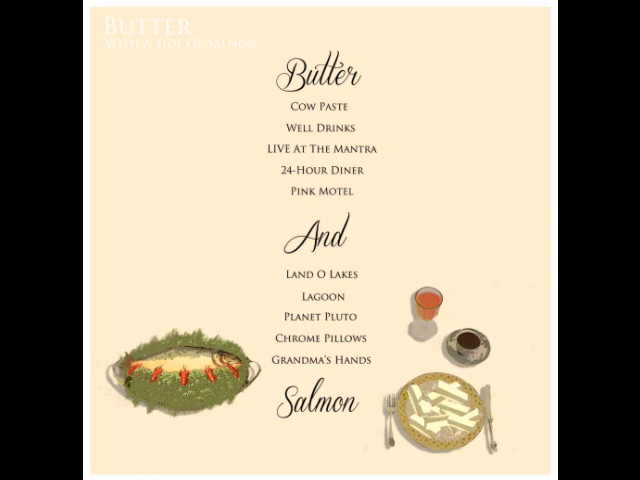 Butter
With A Side Of Salmon
Butter
Cow Paste
Well Drinks
LIVE At The Mantra
24-Hour Diner
Pink Motel
And
Land O Lakes
Lagoon
Planet Pluto
Chrome Pillows
Grandma's Hands
Salmon